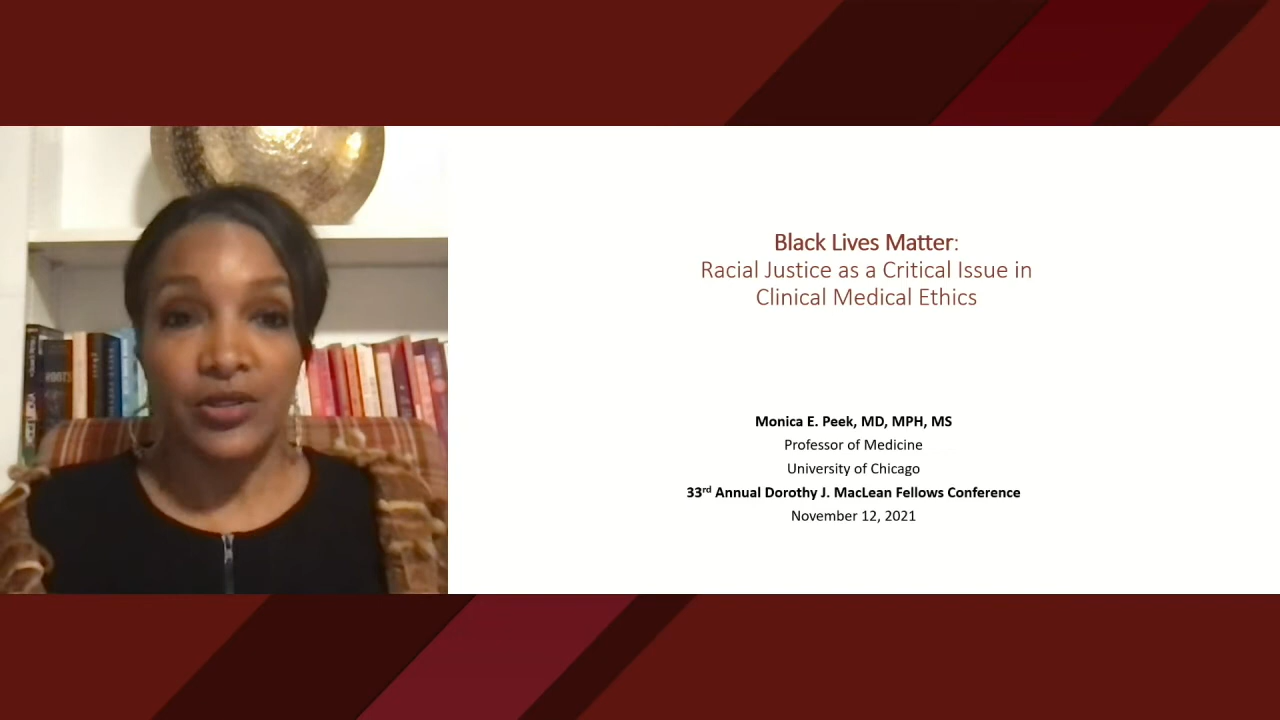 Black Lives Matter:
Racial Justice as a Critical Issue in
Clinical Medical Ethics
Monica E. Peek, MD, MPH, MS
Professor of Medicine
University of Chicago
33rd Annual Dorothy J. MacLean Fellows Conference
November 12, 2021
ROOTS